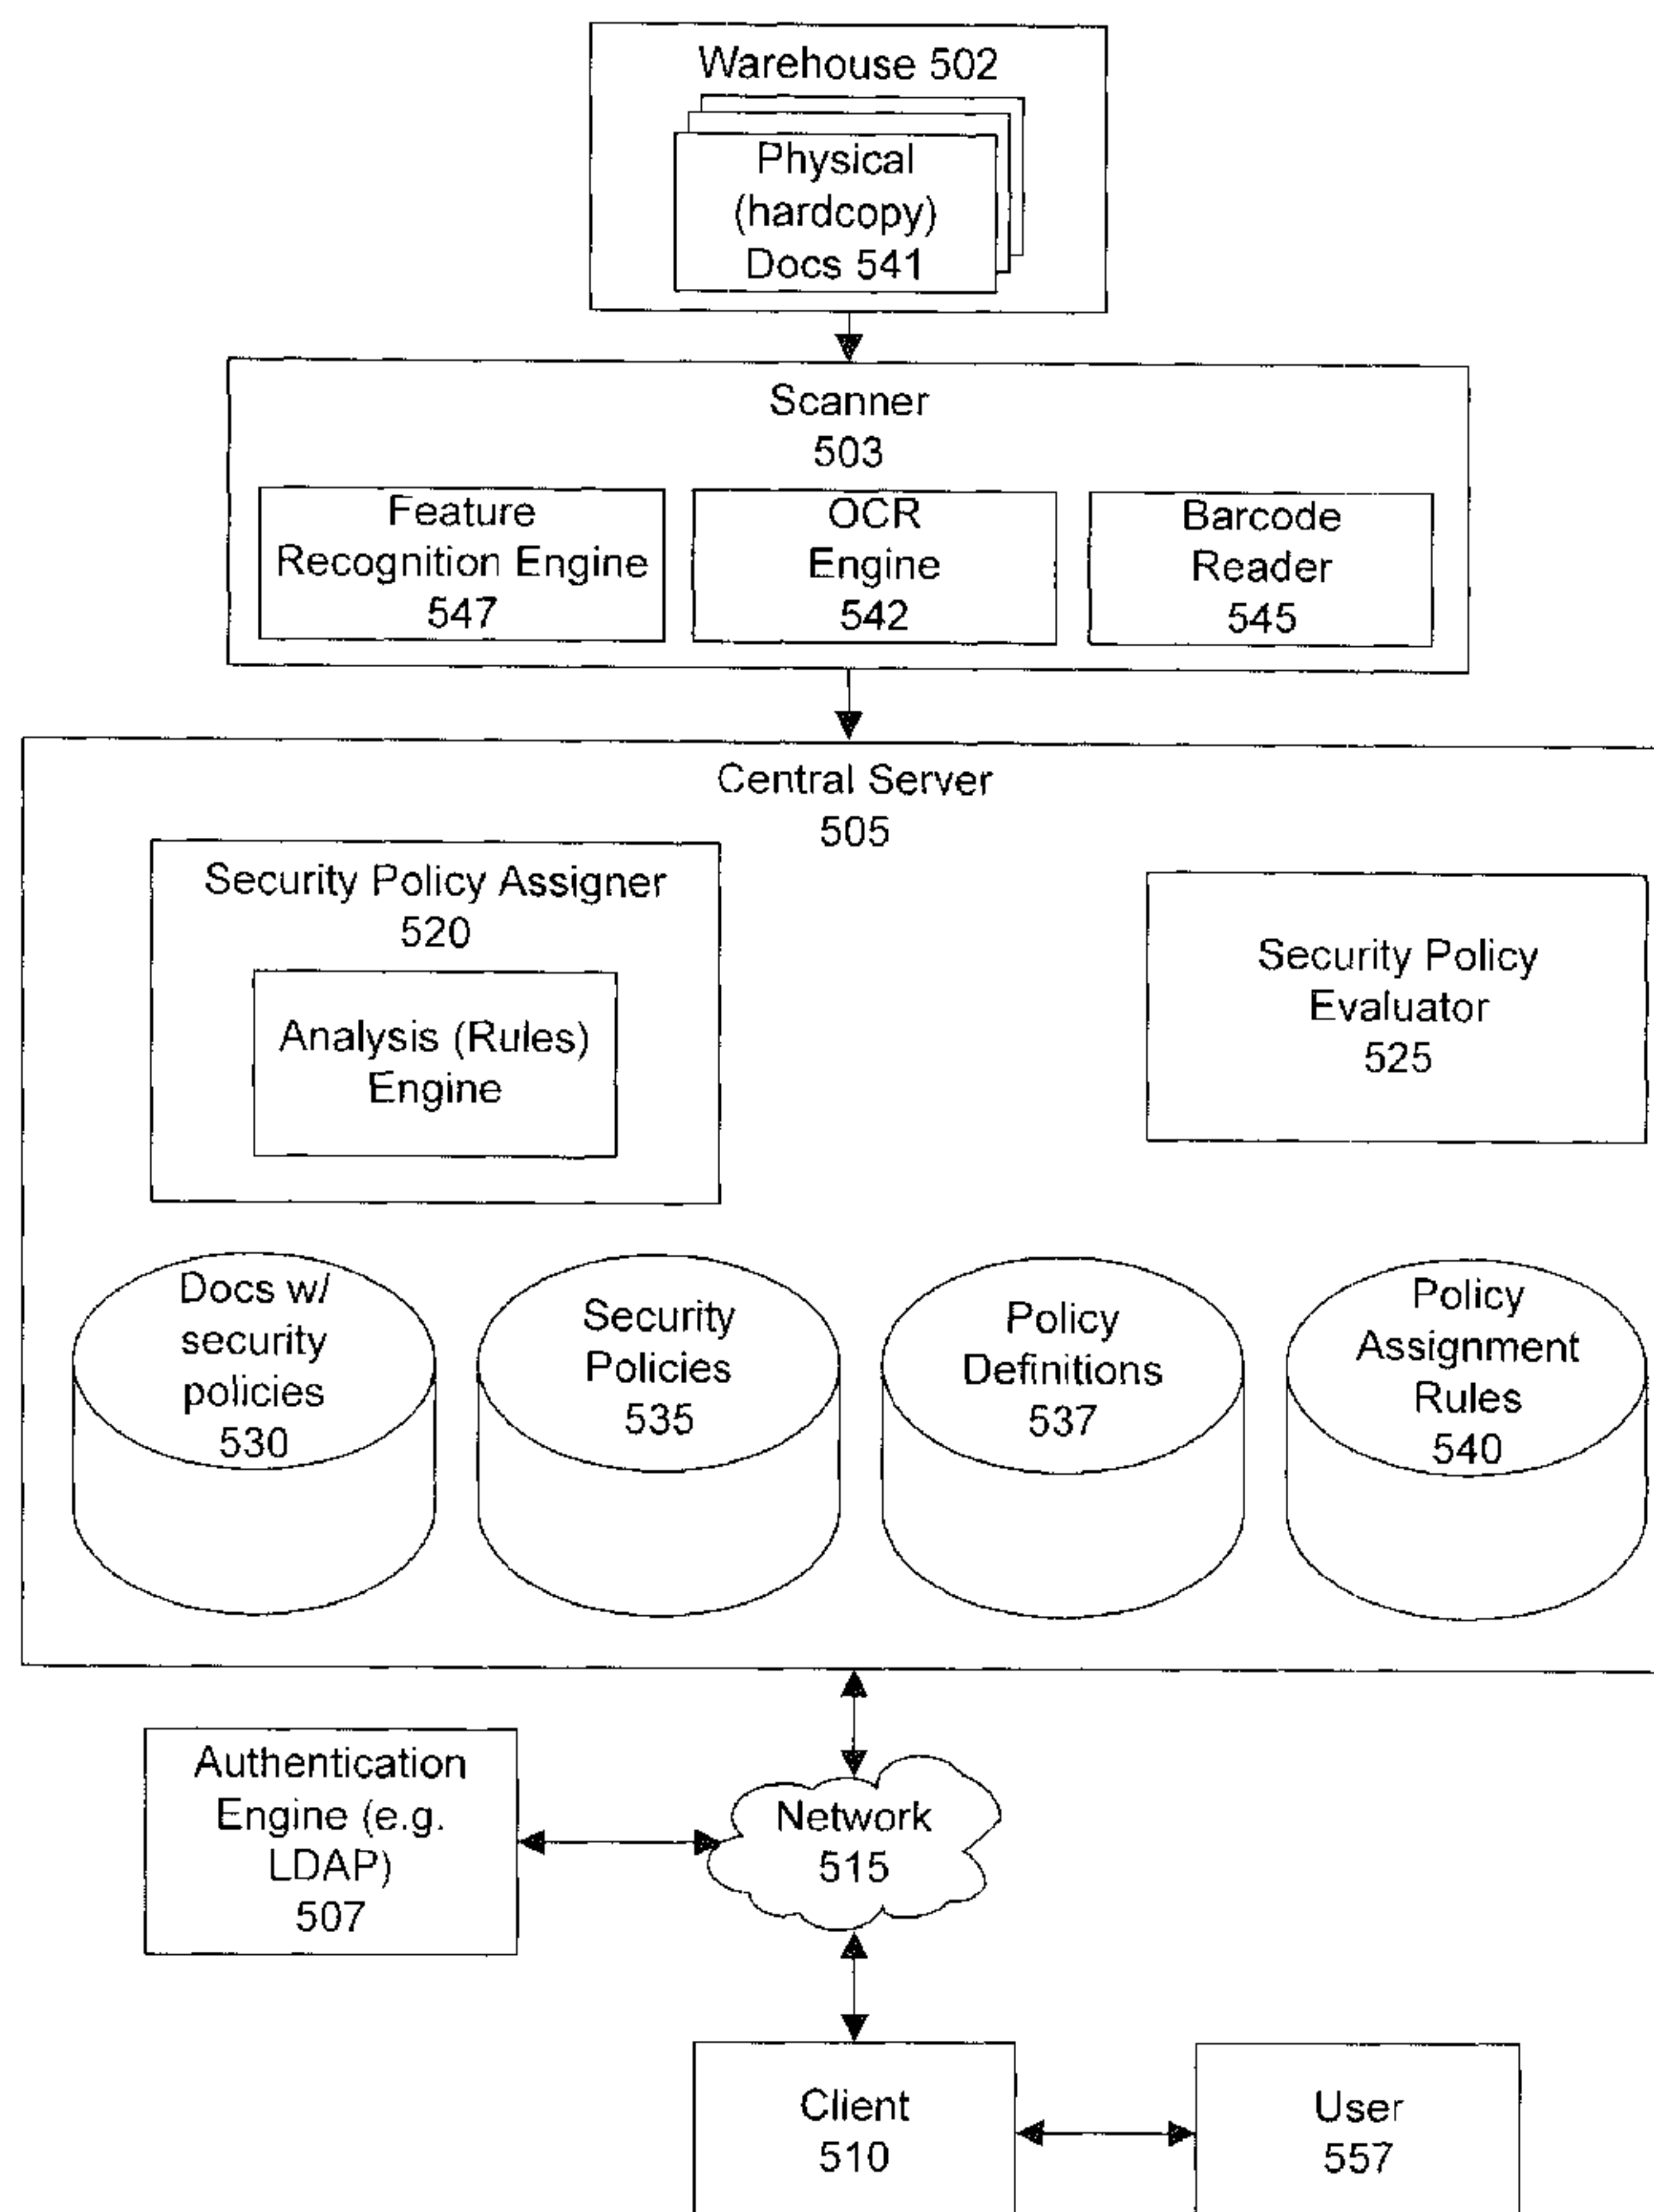 Warehouse 502
Physical
(hardcopy)
Docs 541
Scanner
503
Feature
Recognition Engine
547
OCR
Engine
542
Barcode
Reader
545
Central Server
505
Security Policy Assigner
520
Analysis (Rules)
Engine
Security Policy
Evaluator
525
Docs w/
security
policies
530
Security
Policies
535
Policy
Definitions
537
Policy
Assignment
Rules
540
Authentication
Engine (e.g.
LDAP)
507
Network
515
Client
510
User
557